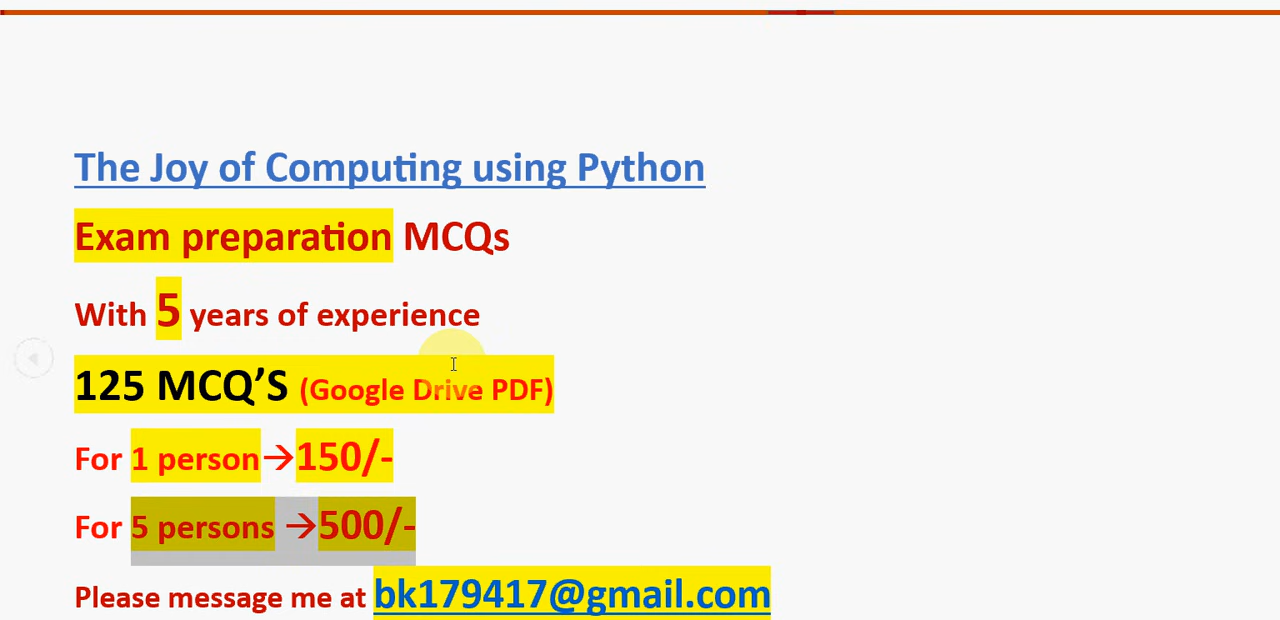 The Joy of Computing using Python
Exam preparation MCQs
With 5 years of experience
125 MCQ’S (Google Drive PDF)
For 1 person→150/-
For 5 persons →500/-
Please message me at bk179417@gmail.com